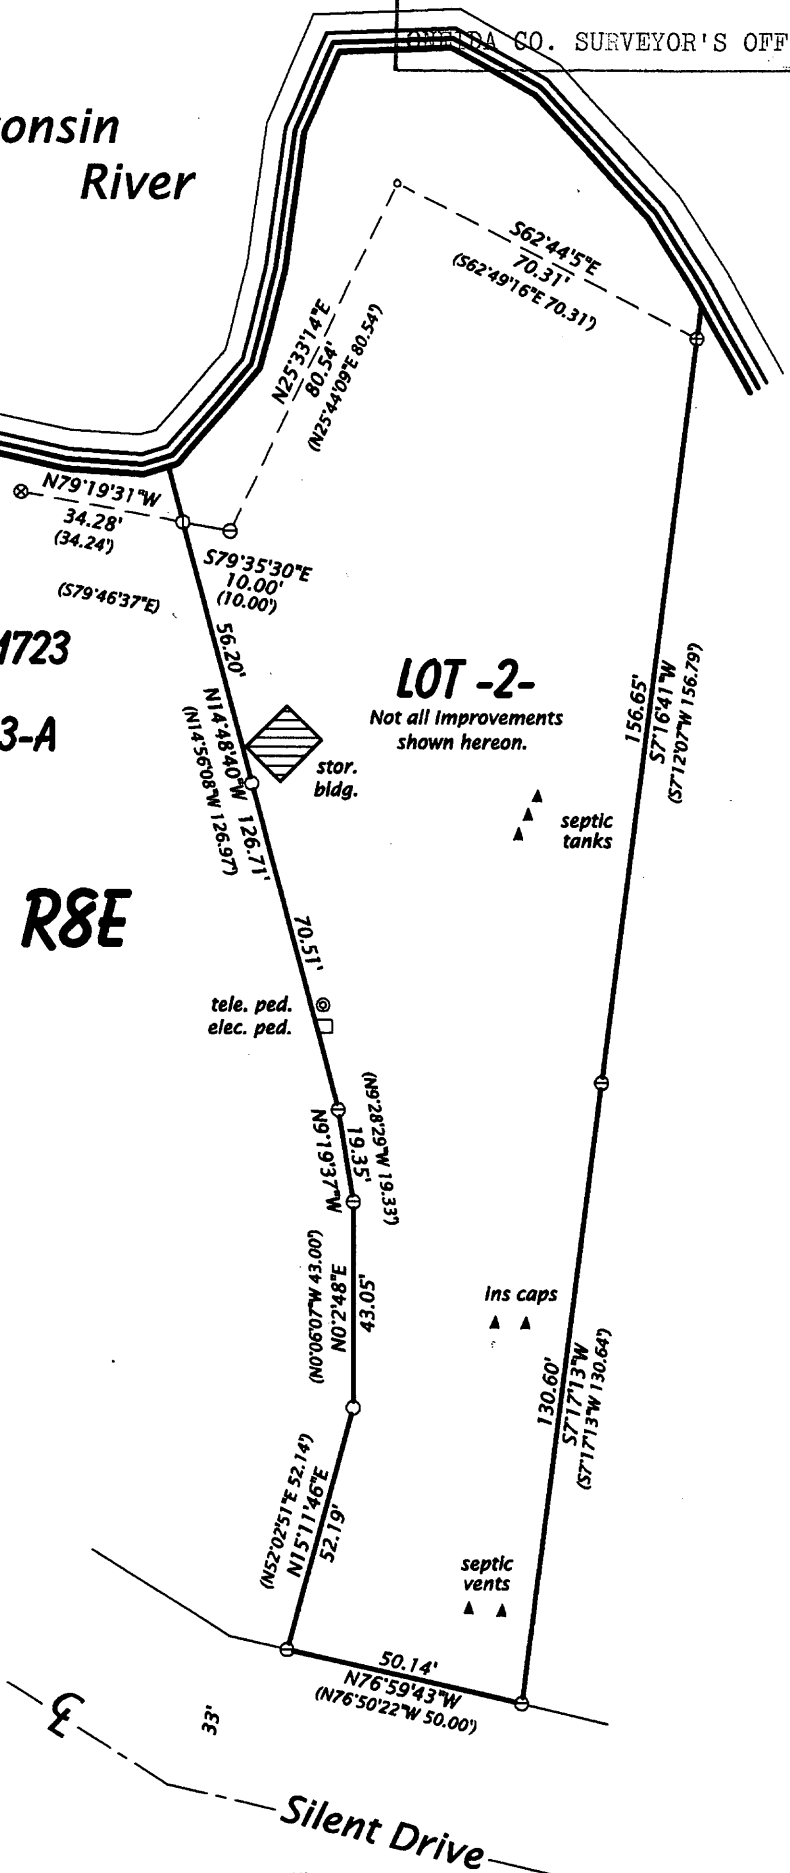 ONEIDA CO. SURVEYOR'S OFF
onsin
River
S62°44'5"E
70.31'
(S62°49'16"E 70.31')
N25°33'14"E
80.54'
(N25°44'09"E 80.54')
N79°19'31"W
34.28'
(34.24')
S79°35'30"E
10.00'
(10.00')
(S79°46'37"E)
56.20'
1723
LOT -2-
3-A
Not all Improvements
shown hereon.
156.65'
S7°16'41"W
(S7°12'07"W 156.79')
N14°48'40"W 126.71'
(N14°56'08"W 126.97')
stor.
bldg.
septic
tanks
R8E
70.51'
tele. ped.
elec. ped.
(N9°28'29"W 19.33')
19.35'
N9°19'37"W
(N0°06'07"W 43.00')
N0°2'48"E
43.05'
ins caps
130.60'
S7°17'13"W
(S7°17'13"W 130.64')
(N52°02'51"E 52.14')
N15°11'46"E
52.19'
septic
vents
50.14'
N76°59'43"W
(N76°50'22"W 50.00')
℄
33'
Silent Drive